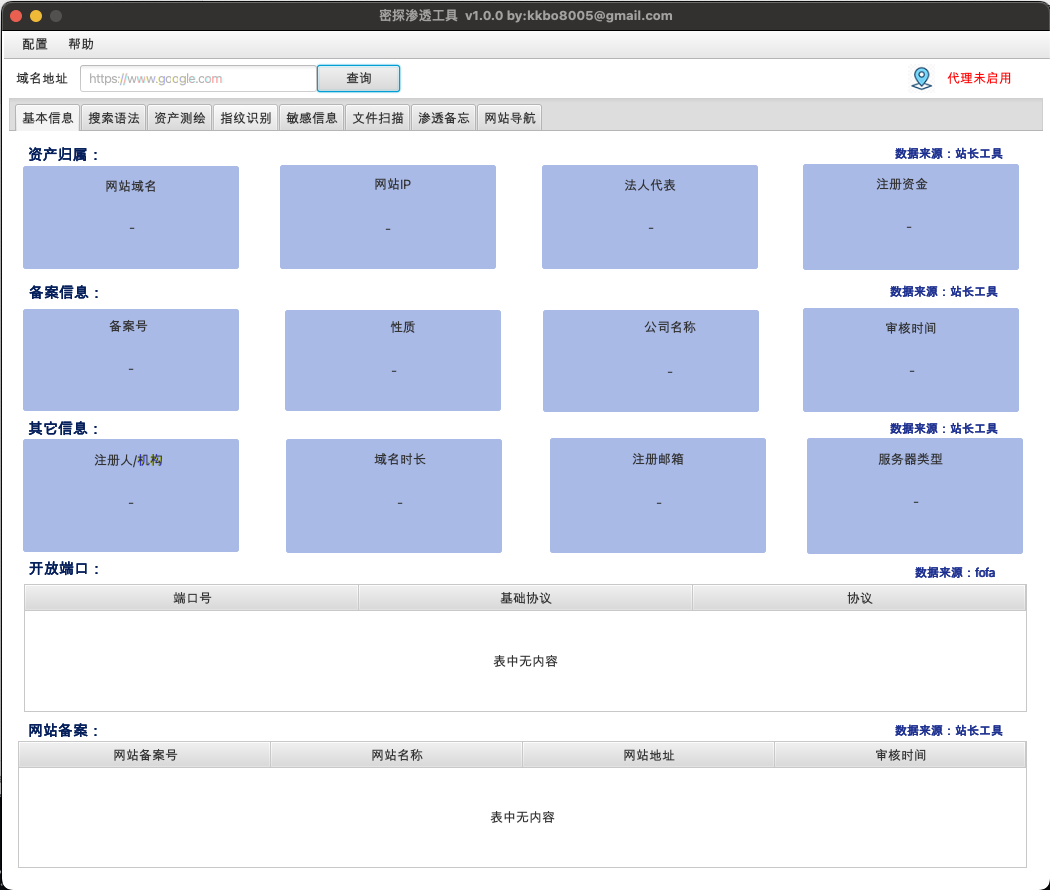 密探渗透工具 v1.0.0 by:kkbo8005@gmail.com
配置 帮助
域名地址 https://www.google.com 查询 代理未启用
基本信息 搜索语法 资产测绘 指纹识别 敏感信息 文件扫描 渗透备忘 网站导航
资产归属： 数据来源：站长工具
网站域名 网站IP 法人代表 注册资金
- - - -
备案信息： 数据来源：站长工具
备案号 性质 公司名称 审核时间
- - - -
其它信息： 数据来源：站长工具
注册人/机构 域名时长 注册邮箱 服务器类型
- - - -
开放端口： 数据来源：fofa
端口号 基础协议 协议
表中无内容
网站备案： 数据来源：站长工具
网站备案号 网站名称 网站地址 审核时间
表中无内容